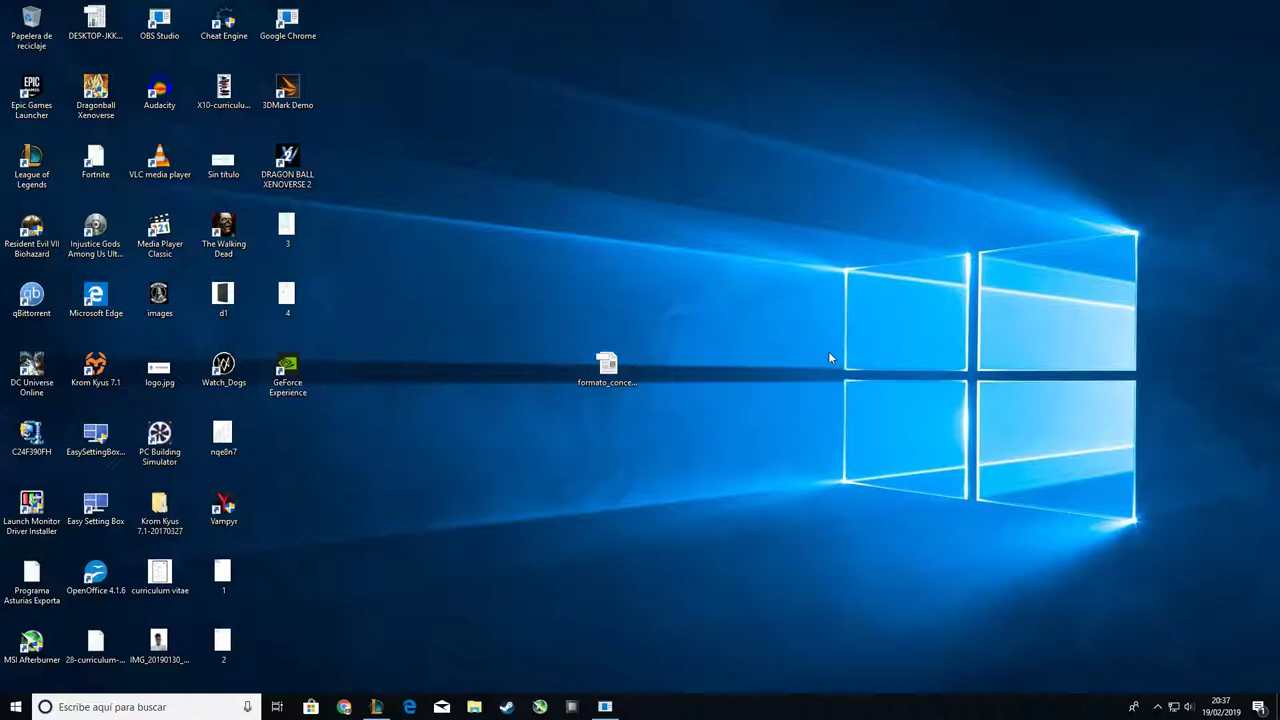 Papelera de
reciclaje
DESKTOP-JKK...
OBS Studio
Cheat Engine
Google Chrome
EPIC
GAMES
Epic Games
Launcher
Dragonball
Xenoverse
Audacity
X10-curriculu...
3DMark Demo
League of
Legends
Fortnite
VLC media player
Sin título
DRAGON BALL
XENOVERSE 2
Resident Evil VII
Biohazard
Injustice Gods
Among Us Ult...
321
Media Player
Classic
The Walking
Dead
3
qb
qBittorrent
Microsoft Edge
images
d1
4
DC Universe
Online
Krom Kyus 7.1
logo.jpg
Watch_Dogs
GeForce
Experience
formato_conce...
C24F390FH
EasySettingBox...
PC Building
Simulator
nqe8n7
Launch Monitor
Driver Installer
Easy Setting Box
Krom Kyus
7.1-20170327
Vampyr
Programa
Asturias Exporta
OpenOffice 4.1.6
curriculum vitae
1
MSI Afterburner
28-curriculum-...
IMG_20190130_...
2
Escribe aquí para buscar
20:37
19/02/2019
1